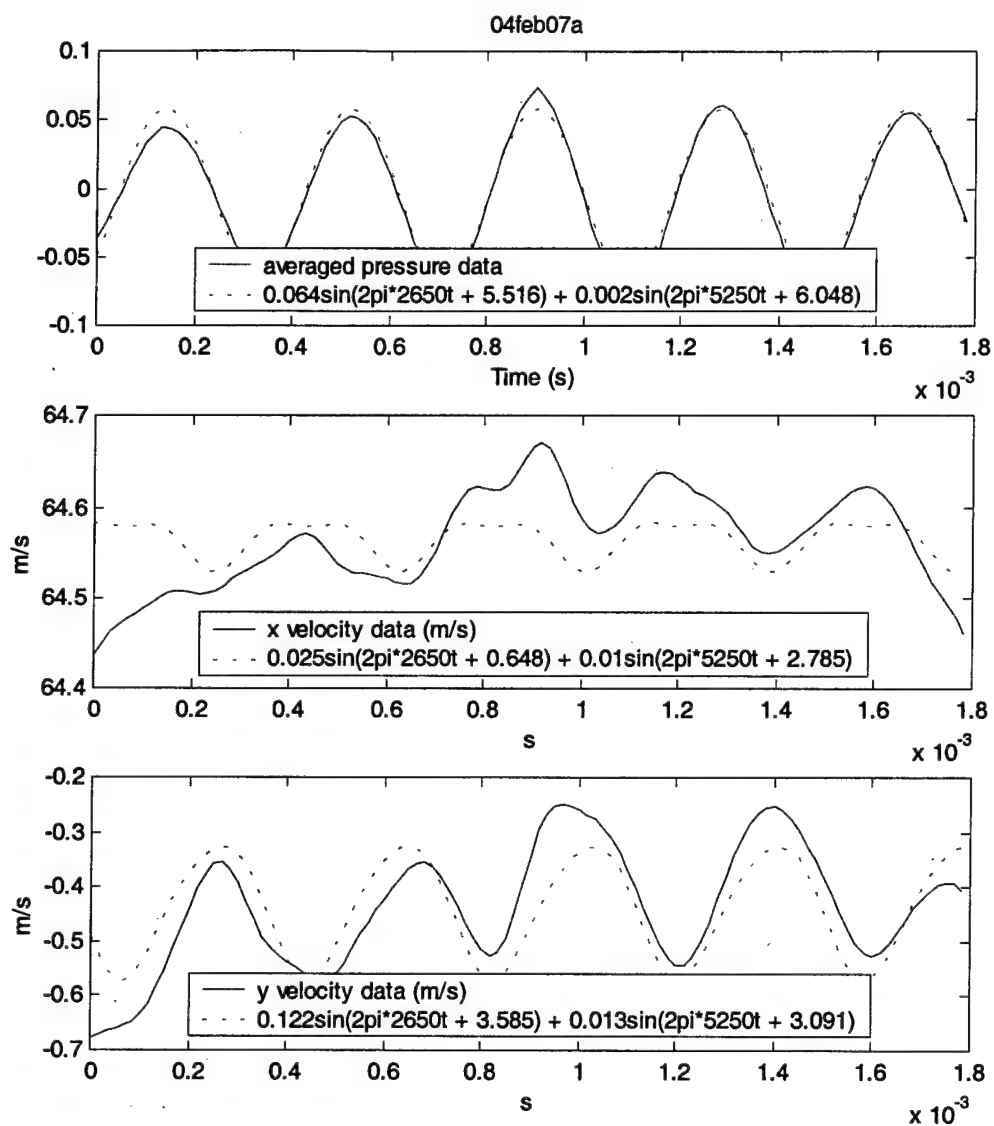 04feb07a
0.1
0.05
0
-0.05
-0.1
averaged pressure data
0.064sin(2pi*2650t + 5.516) + 0.002sin(2pi*5250t + 6.048)
0 0.2 0.4 0.6 0.8 1 1.2 1.4 1.6 1.8
Time (s)
x 10^-3
64.7
64.6
64.5
64.4
m/s
x velocity data (m/s)
0.025sin(2pi*2650t + 0.648) + 0.01sin(2pi*5250t + 2.785)
0 0.2 0.4 0.6 0.8 1 1.2 1.4 1.6 1.8
s
x 10^-3
-0.2
-0.3
-0.4
-0.5
-0.6
-0.7
m/s
y velocity data (m/s)
0.122sin(2pi*2650t + 3.585) + 0.013sin(2pi*5250t + 3.091)
0 0.2 0.4 0.6 0.8 1 1.2 1.4 1.6 1.8
s
x 10^-3